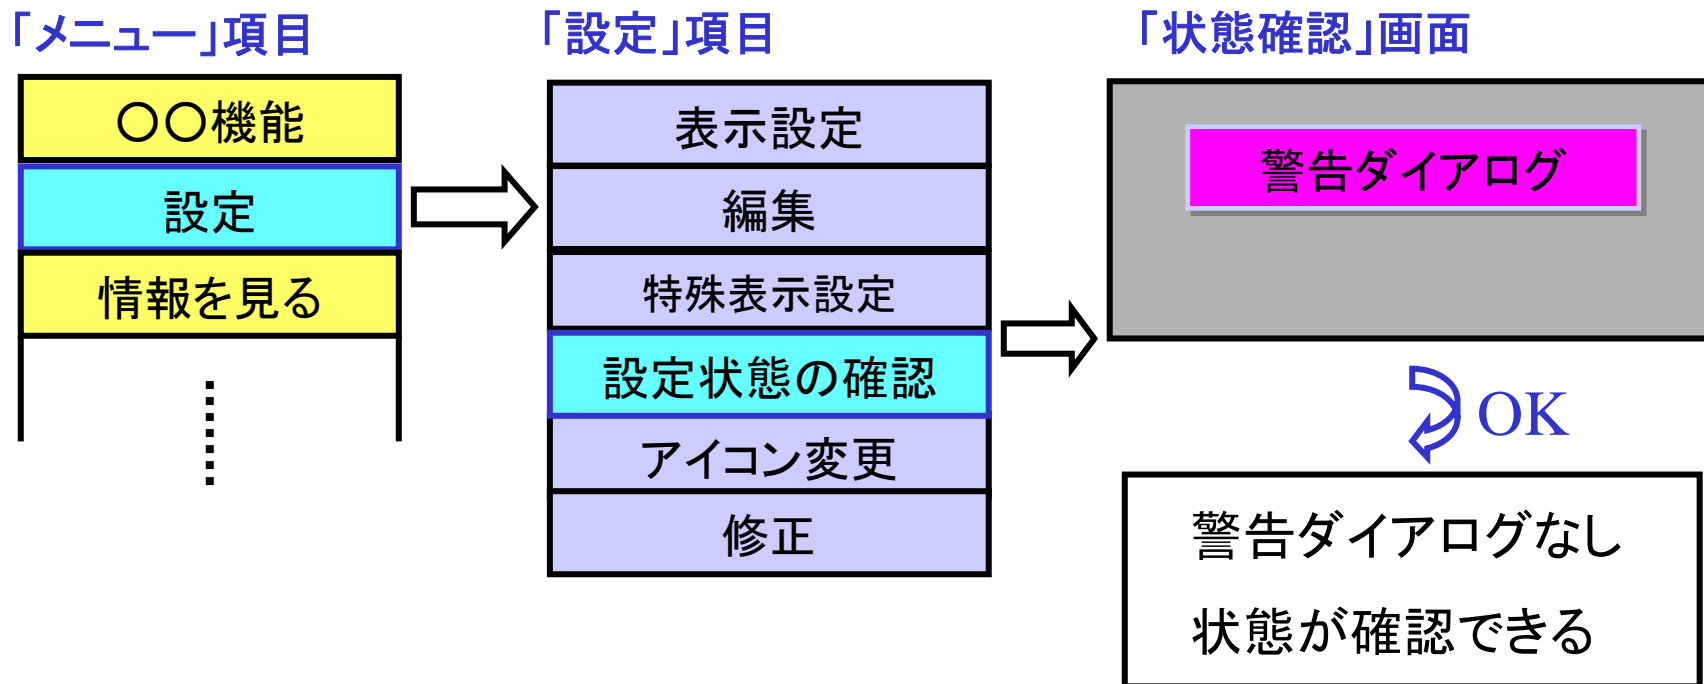 「メニュー」項目
〇〇機能
設定
情報を見る
「設定」項目
表示設定
編集
特殊表示設定
設定状態の確認
アイコン変更
修正
「状態確認」画面
警告ダイアログ
OK
警告ダイアログなし
状態が確認できる